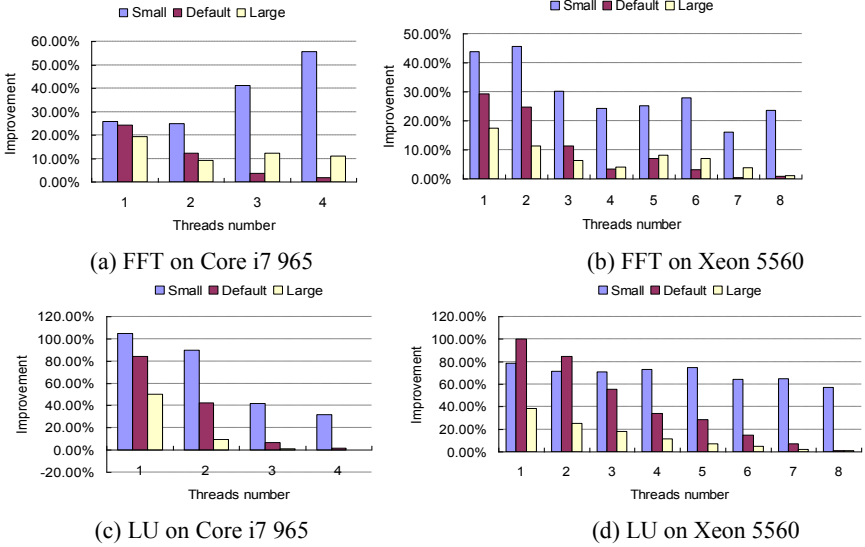 Small Default Large
60.00%
50.00%
40.00%
30.00%
20.00%
10.00%
0.00%
Improvement
1 2 3 4
Threads number
(a) FFT on Core i7 965
Small Default Large
50.00%
40.00%
30.00%
20.00%
10.00%
0.00%
Improvement
1 2 3 4 5 6 7 8
Threads number
(b) FFT on Xeon 5560
Small Default Large
120.00%
100.00%
80.00%
60.00%
40.00%
20.00%
0.00%
-20.00%
Improvement
1 2 3 4
Threads number
(c) LU on Core i7 965
Small Default Large
120.00%
100.00%
80.00%
60.00%
40.00%
20.00%
0.00%
Improvement
1 2 3 4 5 6 7 8
Threads number
(d) LU on Xeon 5560